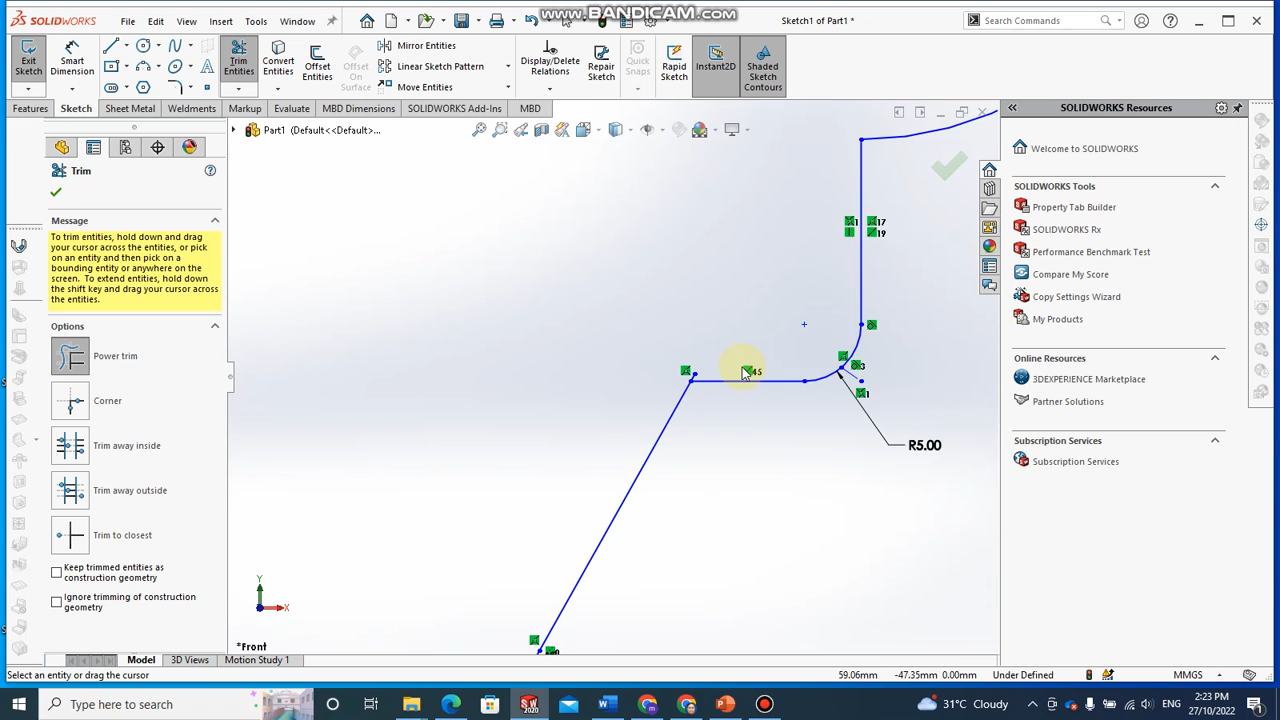 SOLIDWORKS
File
Edit
View
Insert
Tools
Window
www.BANDICAM.com
Sketch1 of Part1 *
Search Commands
Exit Sketch
Smart Dimension
Trim Entities
Convert Entities
Offset Entities
Offset On Surface
Mirror Entities
Linear Sketch Pattern
Move Entities
Display/Delete Relations
Repair Sketch
Quick Snaps
Rapid Sketch
Instant2D
Shaded Sketch Contours
Features
Sketch
Sheet Metal
Weldments
Markup
Evaluate
MBD Dimensions
SOLIDWORKS Add-Ins
MBD
Part1 (Default<<Default>...
Trim
Message
To trim entities, hold down and drag
your cursor across the entities, or pick
on an entity and then pick on a
bounding entity or anywhere on the
screen. To extend entities, hold down
the shift key and drag your cursor across
the entities.
Options
Power trim
Corner
Trim away inside
Trim away outside
Trim to closest
Keep trimmed entities as
construction geometry
Ignore trimming of construction
geometry
1
17
19
45
3
1
R5.00
Y
X
*Front
SOLIDWORKS Resources
Welcome to SOLIDWORKS
SOLIDWORKS Tools
Property Tab Builder
SOLIDWORKS Rx
Performance Benchmark Test
Compare My Score
Copy Settings Wizard
My Products
Online Resources
3DEXPERIENCE Marketplace
Partner Solutions
Subscription Services
Subscription Services
Model
3D Views
Motion Study 1
Select an entity or drag the cursor
59.06mm
-47.35mm
0.00mm
Under Defined
MMGS
Type here to search
SW
2020
31°C Cloudy
ENG
2:23 PM
27/10/2022